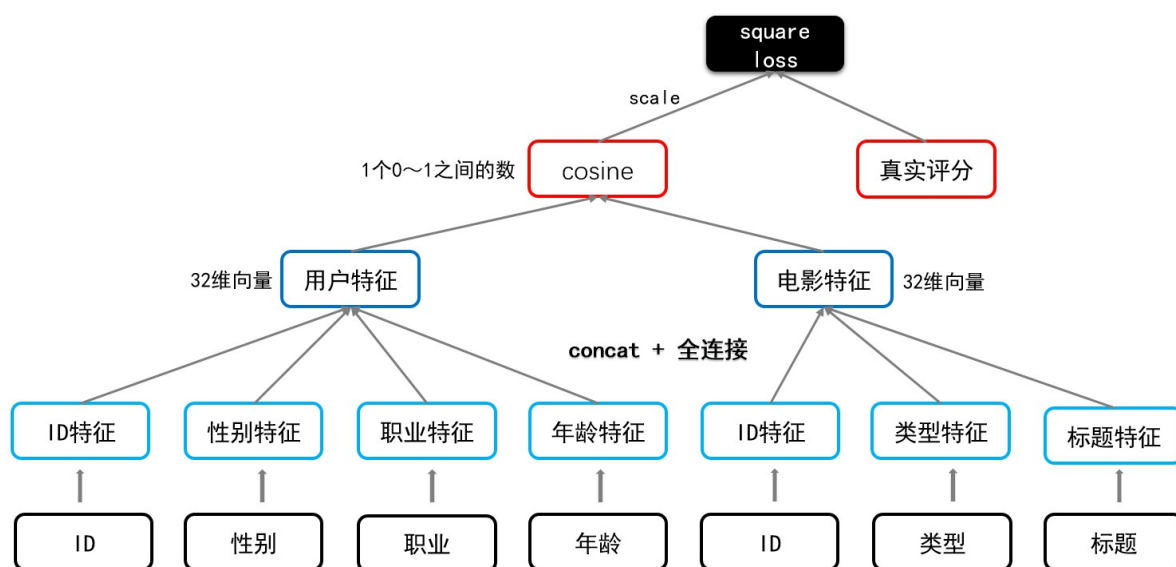 square
loss
scale
1个0～1之间的数
cosine
真实评分
32维向量
用户特征
电影特征
32维向量
concat + 全连接
ID特征
性别特征
职业特征
年龄特征
ID特征
类型特征
标题特征
ID
性别
职业
年龄
ID
类型
标题